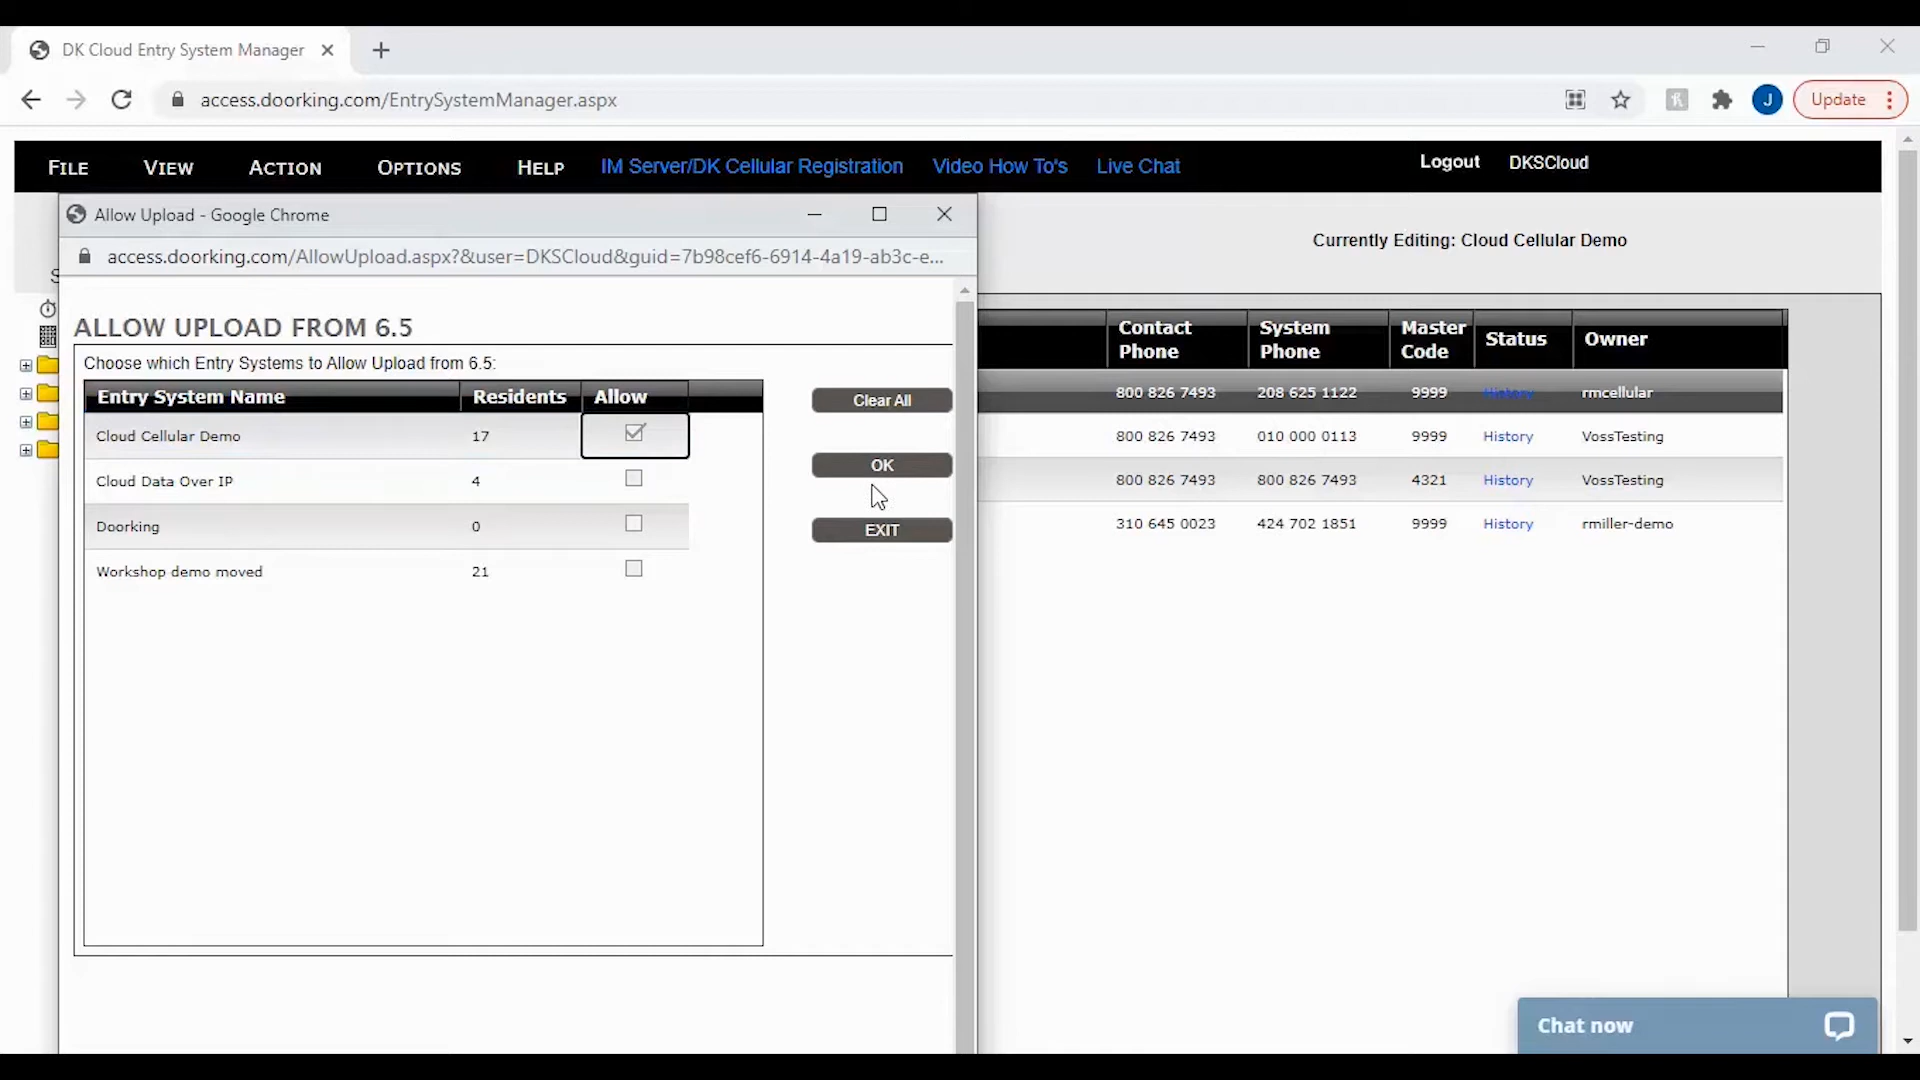 DK Cloud Entry System Manager
access.doorking.com/EntrySystemManager.aspx
J
Update
FILE VIEW ACTION OPTIONS HELP IM Server/DK Cellular Registration Video How To's Live Chat Logout DKSCloud
Allow Upload - Google Chrome
access.doorking.com/AllowUpload.aspx?&user=DKSCloud&guid=7b98cef6-6914-4a19-ab3c-e...
Currently Editing: Cloud Cellular Demo
ALLOW UPLOAD FROM 6.5
Choose which Entry Systems to Allow Upload from 6.5:
Entry System Name Residents Allow
Cloud Cellular Demo 17
Cloud Data Over IP 4
Doorking 0
Workshop demo moved 21
Clear All
OK
EXIT
Contact Phone System Phone Master Code Status Owner
800 826 7493 208 625 1122 9999 History rmcellular
800 826 7493 010 000 0113 9999 History VossTesting
800 826 7493 800 826 7493 4321 History VossTesting
310 645 0023 424 702 1851 9999 History rmiller-demo
Chat now